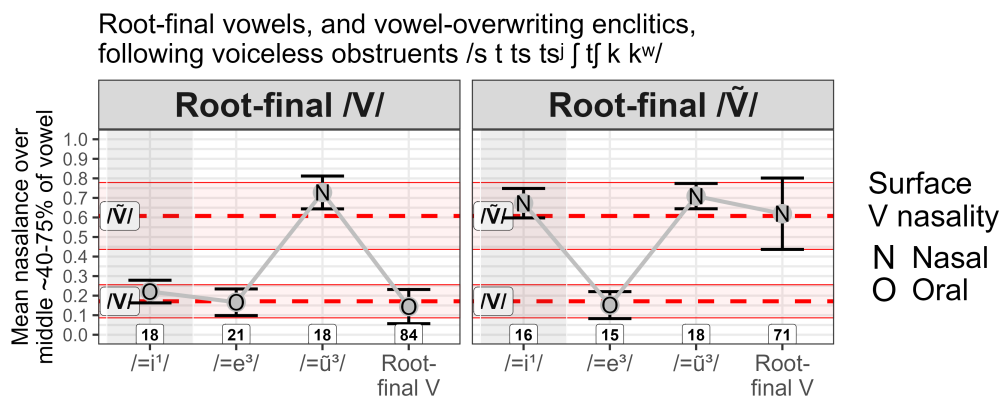 Root-final vowels, and vowel-overwriting enclitics,
following voiceless obstruents /s t ts tsʲ ʃ tʃ k kʷ/
Mean nasalance over
middle ~40-75% of vowel
Root-final /V/
1.0
0.9
0.8
0.7
0.6
0.5
0.4
0.3
0.2
0.1
0.0
/Ṽ/
/V/
O
O
N
O
18
21
18
84
/=i¹/
/=e³/
/=ũ³/
Root-
final V
Root-final /Ṽ/
/Ṽ/
/V/
N
O
N
N
16
15
18
71
/=i¹/
/=e³/
/=ũ³/
Root-
final V
Surface
V nasality
N Nasal
O Oral